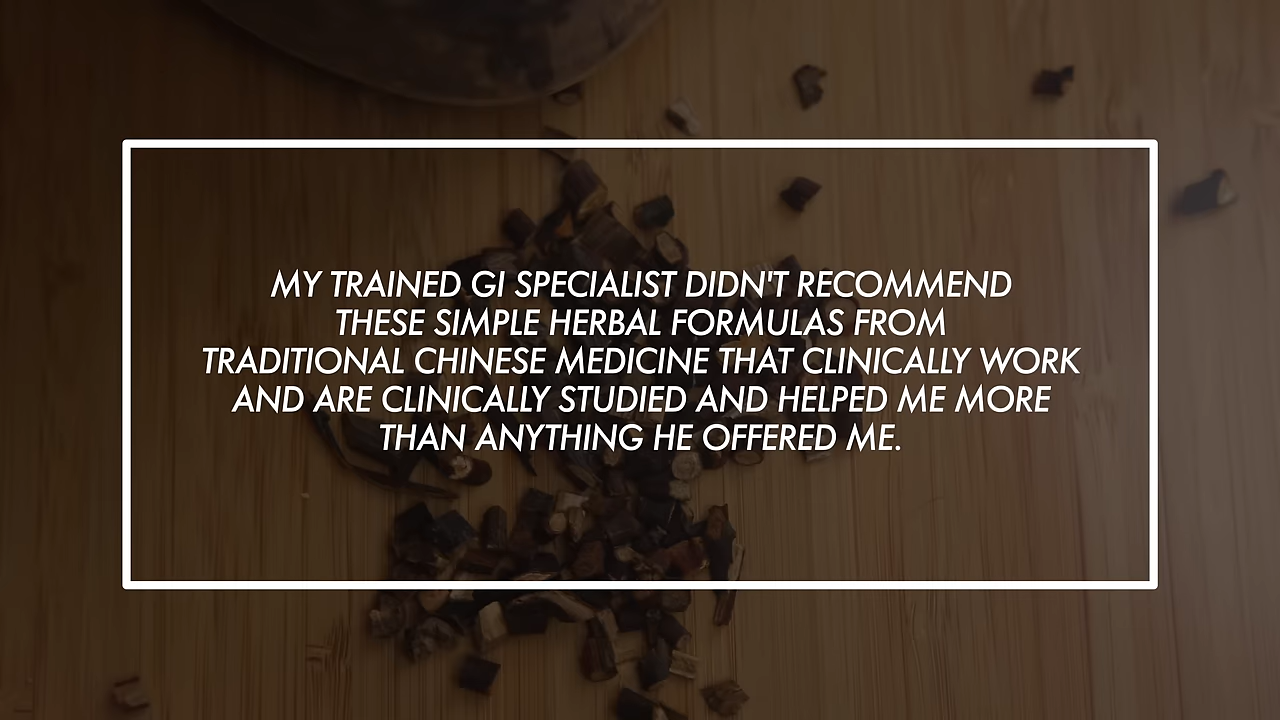 MY TRAINED GI SPECIALIST DIDN'T RECOMMEND
THESE SIMPLE HERBAL FORMULAS FROM
TRADITIONAL CHINESE MEDICINE THAT CLINICALLY WORK
AND ARE CLINICALLY STUDIED AND HELPED ME MORE
THAN ANYTHING HE OFFERED ME.